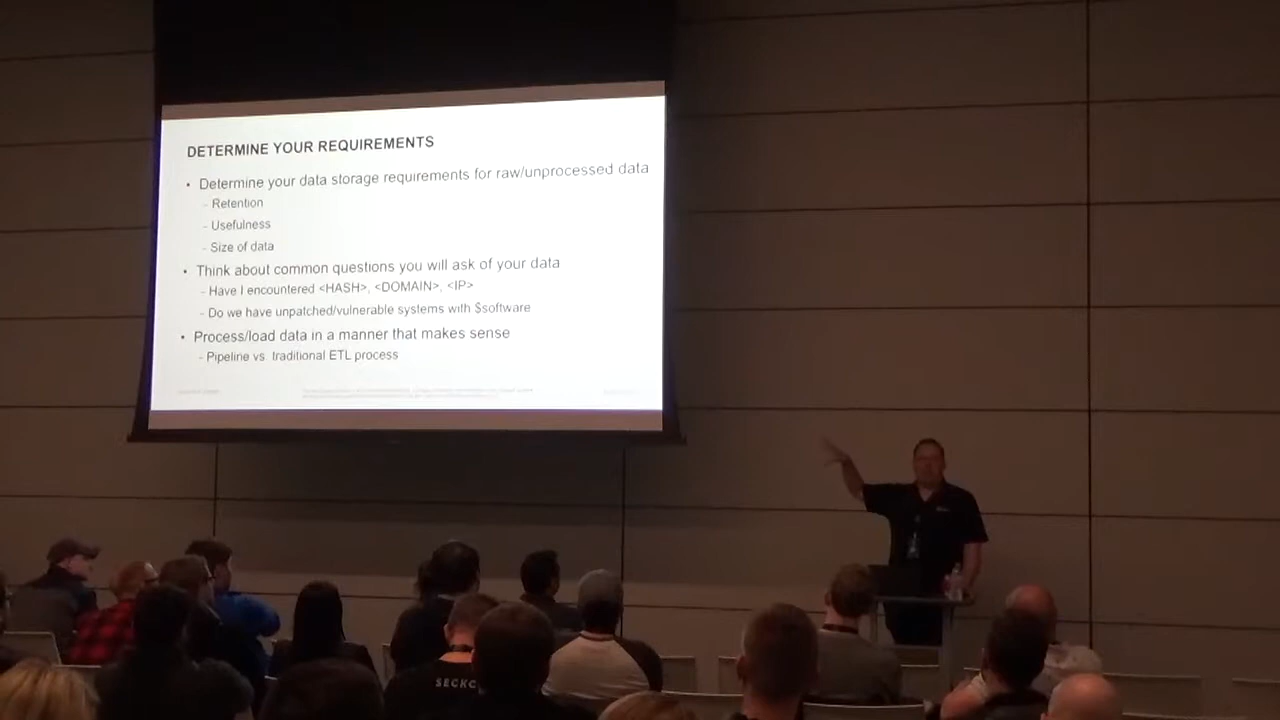 DETERMINE YOUR REQUIREMENTS
• Determine your data storage requirements for raw/unprocessed data
- Retention
- Usefulness
- Size of data
• Think about common questions you will ask of your data
- Have I encountered <HASH>, <DOMAIN>, <IP>
- Do we have unpatched/vulnerable systems with $software
• Process/load data in a manner that makes sense
- Pipeline vs. traditional ETL process